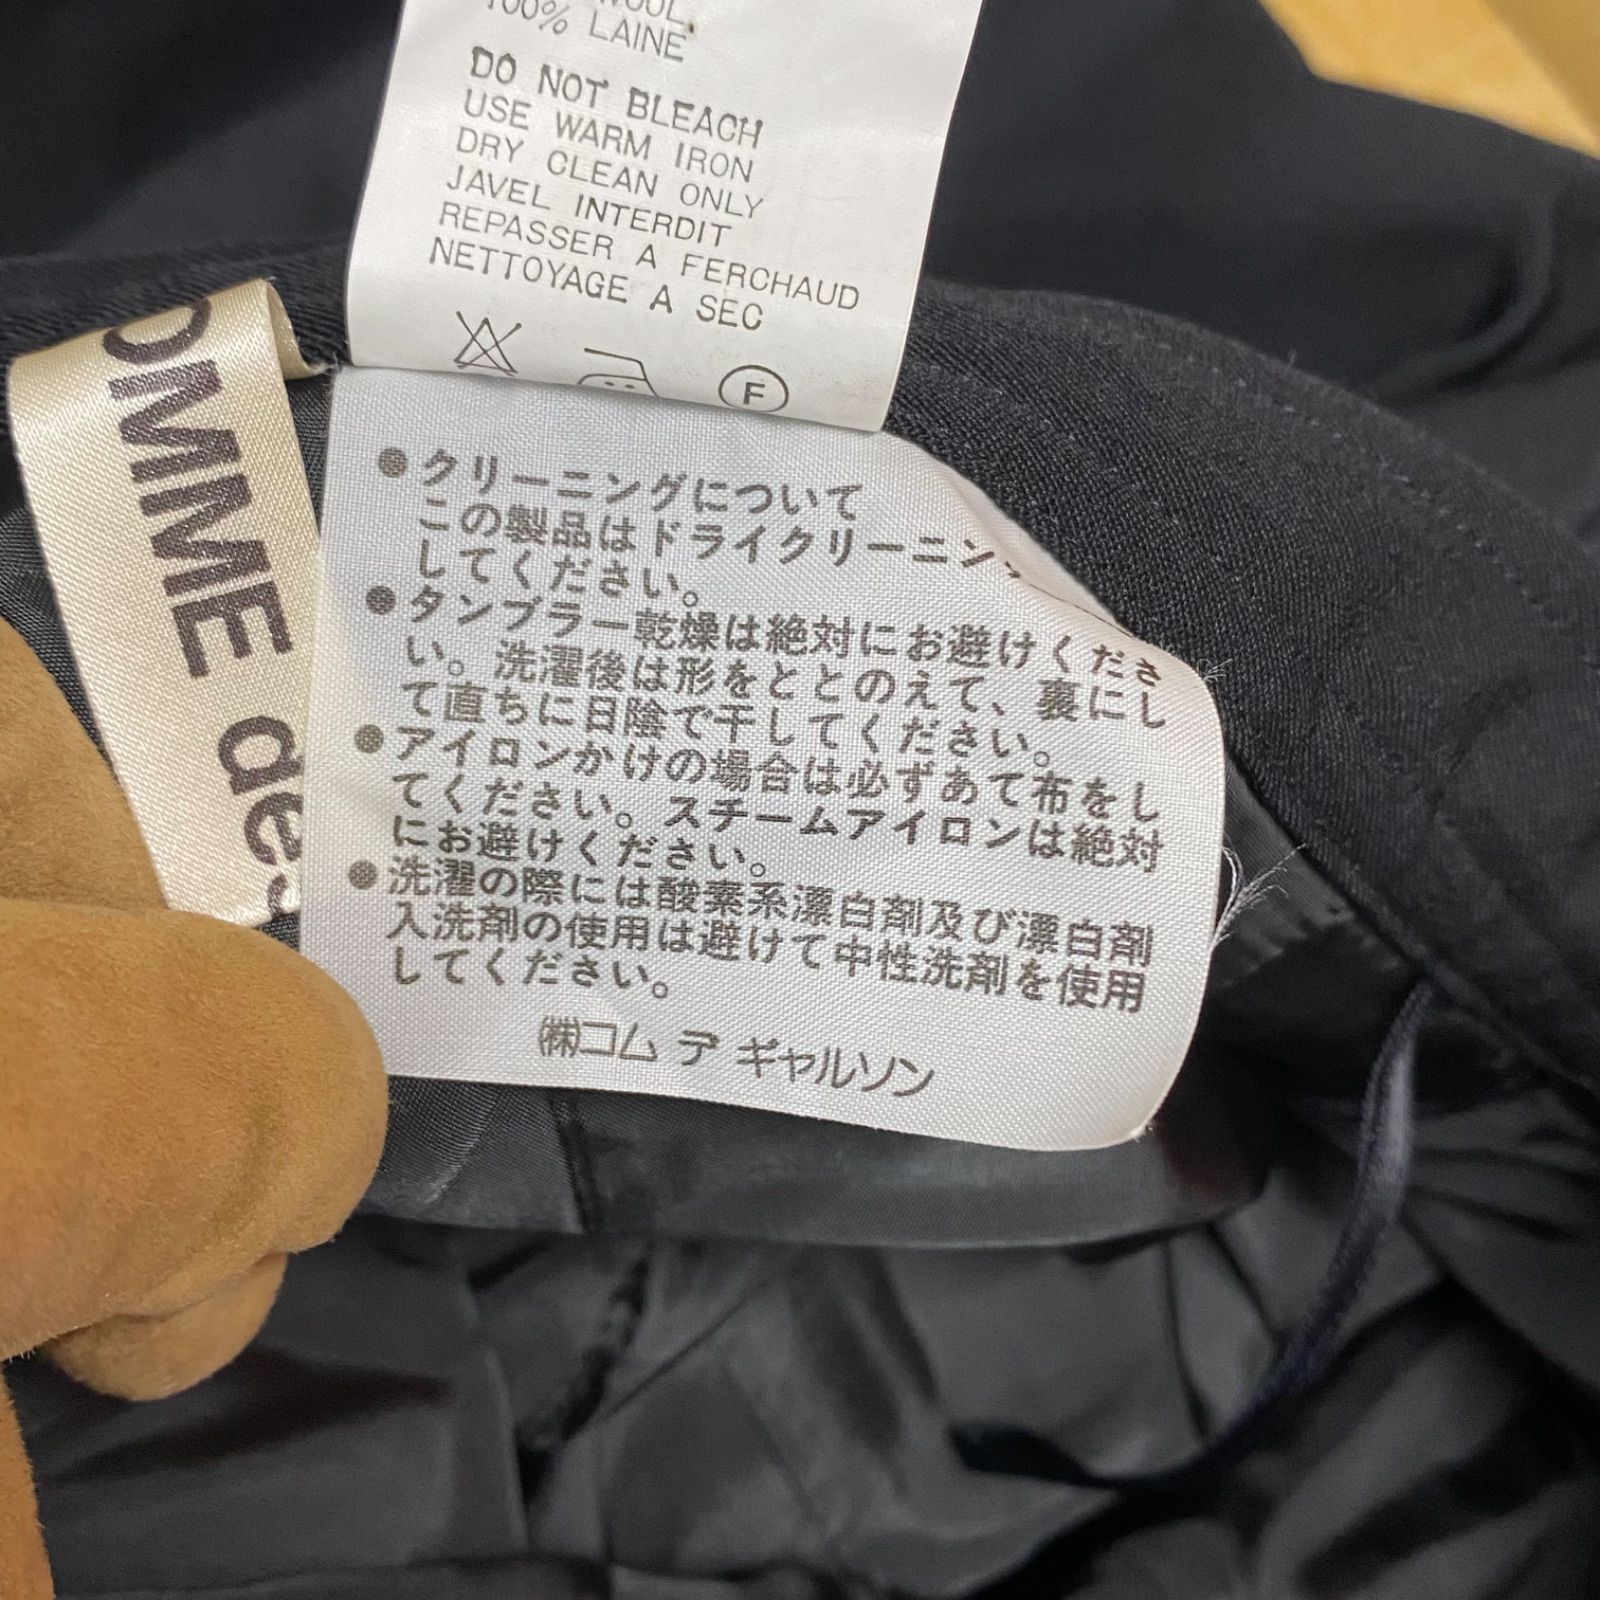 WOOL.
100% LAINE
DO NOT BLEACH
USE WARM IRON
DRY CLEAN ONLY
JAVEL INTERDIT
REPASSER A FERCHAUD
NETTOYAGE A SEC
F
OMME des
●クリーニングについて
この製品はドライクリーニン
してください。
●タンブラー乾燥は絶対にお避けくださ
い。洗濯後は形をととのえて、裏にし
て直ちに日陰で干してください。
●アイロンかけの場合は必ずあて布をし
てください。スチームアイロンは絶対
にお避けください。
●洗濯の際には酸素系漂白剤及び漂白剤
入洗剤の使用は避けて中性洗剤を使用
してください。
㈱コム デ ギャルソン